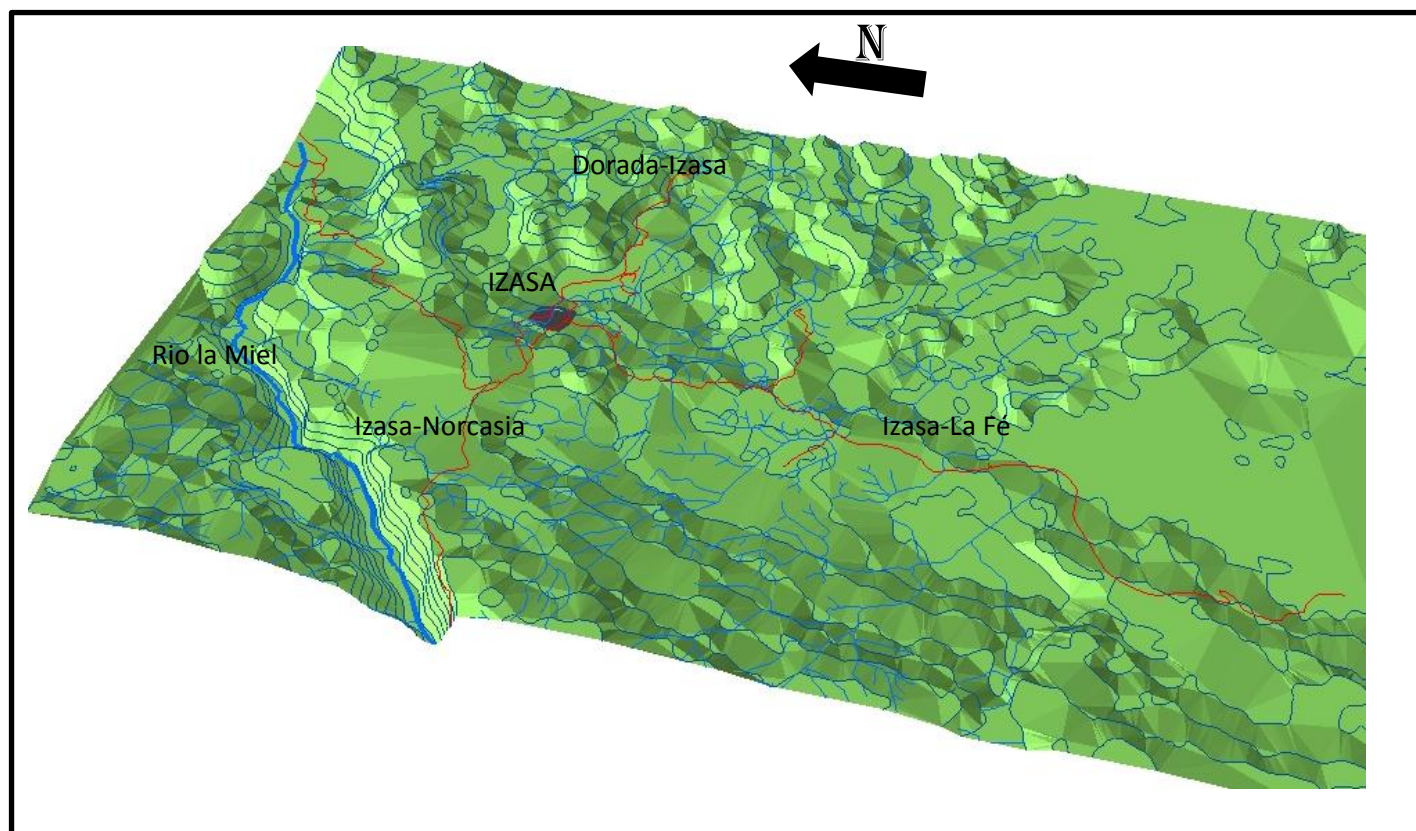 N
Dorada-Izasa
IZASA
Rio la Miel
Izasa-Norcasia
Izasa-La Fé